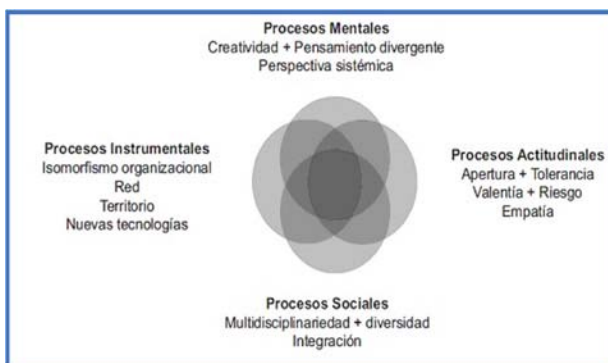 Procesos Mentales
Creatividad + Pensamiento divergente
Perspectiva sistémica
Procesos Instrumentales
Isomorfismo organizacional
Red
Territorio
Nuevas tecnologías
Procesos Actitudinales
Apertura + Tolerancia
Valentía + Riesgo
Empatía
Procesos Sociales
Multidisciplinariedad + diversidad
Integración